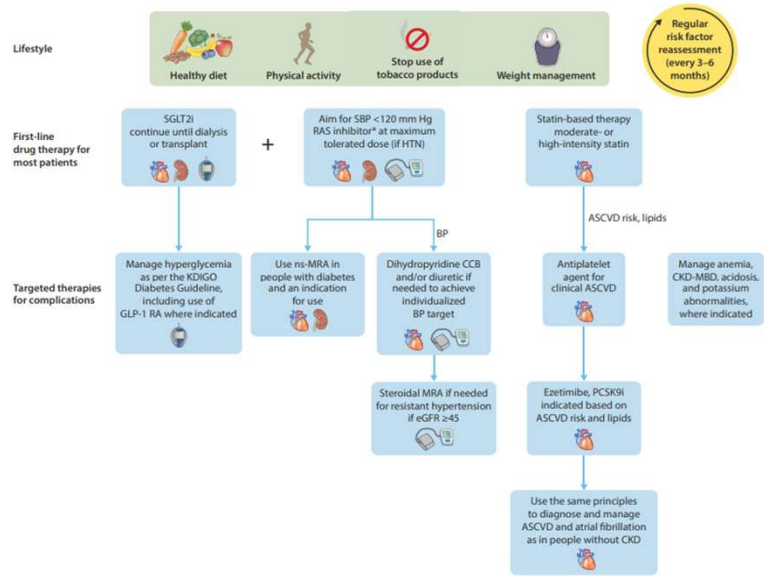 Lifestyle
Healthy diet
Physical activity
Stop use of
tobacco products
Weight management
Regular
risk factor
reassessment
(every 3–6
months)
First-line
drug therapy for
most patients
SGLT2i
continue until dialysis
or transplant
+
Aim for SBP <120 mm Hg
RAS inhibitor* at maximum
tolerated dose (if HTN)
Statin-based therapy
moderate- or
high-intensity statin
ASCVD risk, lipids
BP
Targeted therapies
for complications
Manage hyperglycemia
as per the KDIGO
Diabetes Guideline,
including use of
GLP-1 RA where indicated
Use ns-MRA in
people with diabetes
and an indication
for use
Dihydropyridine CCB
and/or diuretic if
needed to achieve
individualized
BP target
Antiplatelet
agent for
clinical ASCVD
Manage anemia,
CKD-MBD, acidosis.
and potassium
abnormalities,
where indicated
Steroidal MRA if needed
for resistant hypertension
if eGFR ≥45
Ezetimibe, PCSK9i
indicated based on
ASCVD risk and lipids
Use the same principles
to diagnose and manage
ASCVD and atrial fibrillation
as in people without CKD